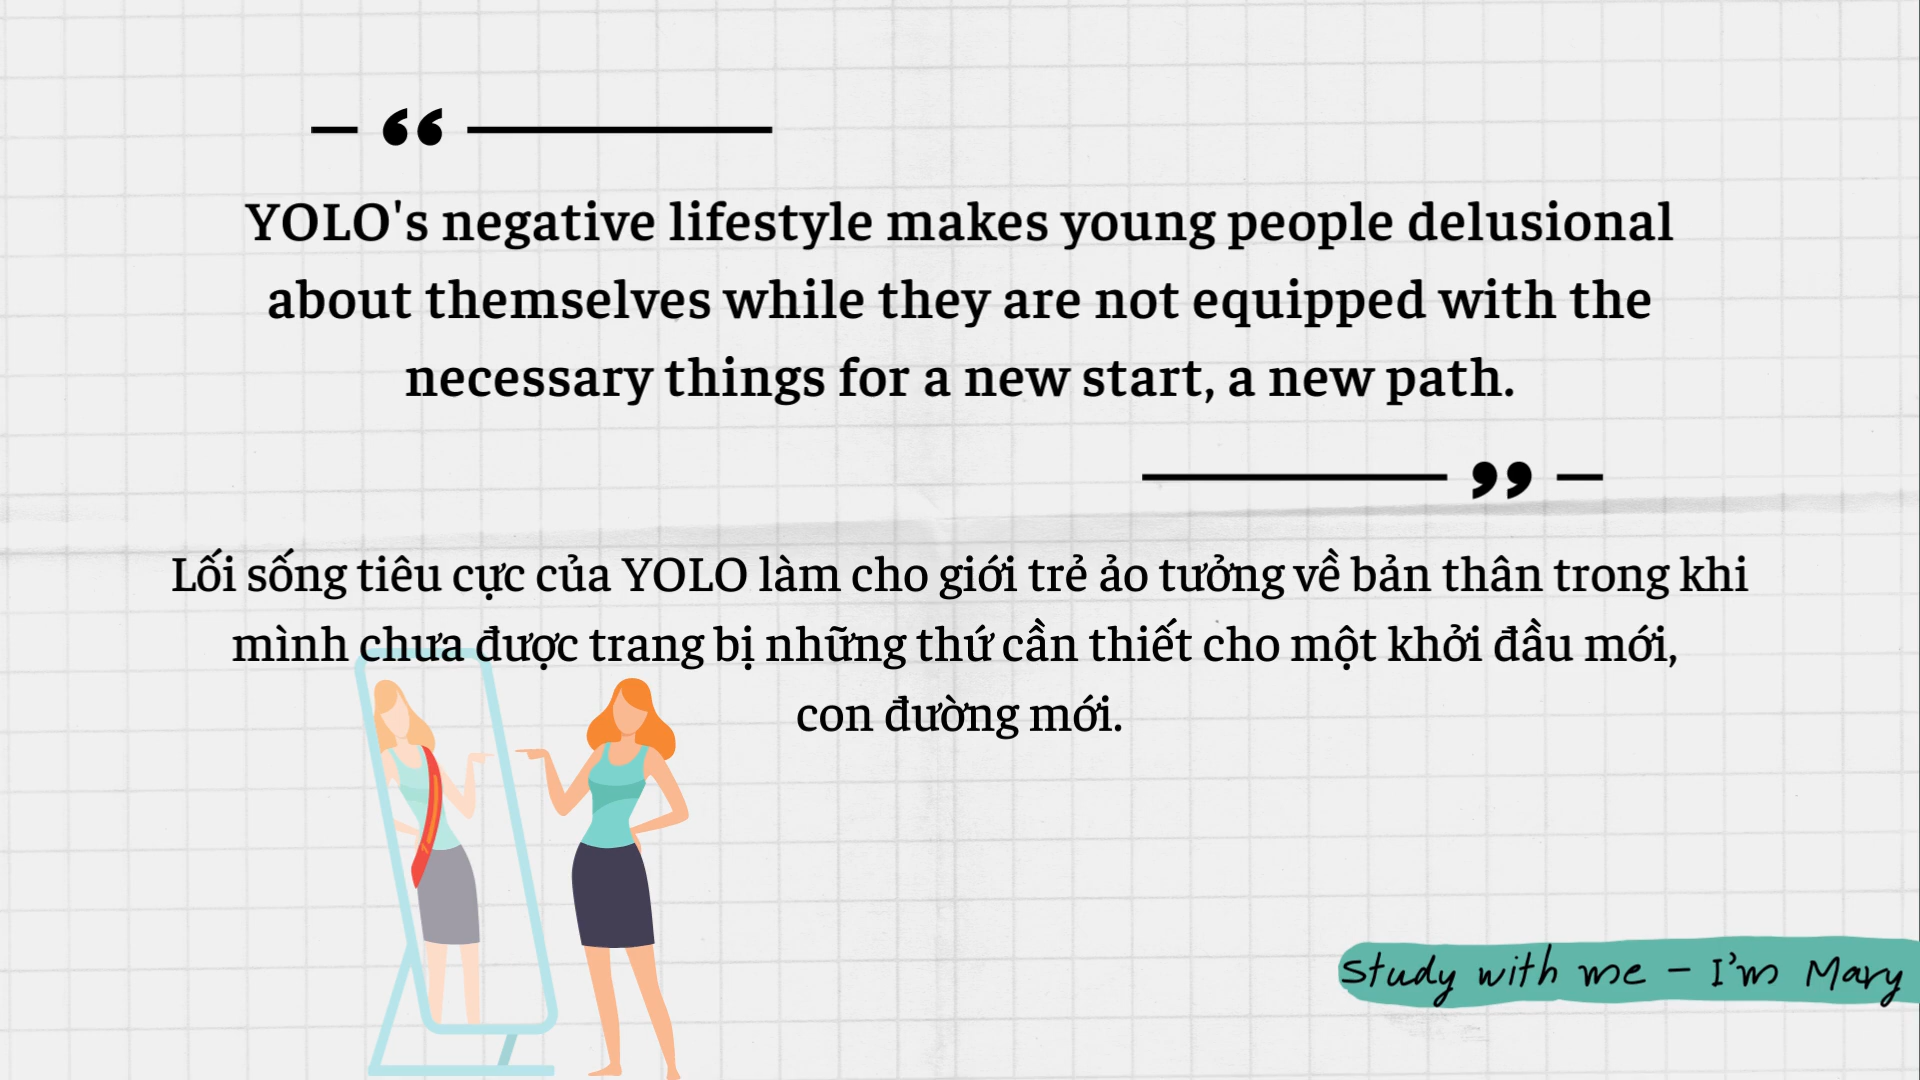 YOLO's negative lifestyle makes young people delusional
about themselves while they are not equipped with the
necessary things for a new start, a new path.
Lối sống tiêu cực của YOLO làm cho giới trẻ ảo tưởng về bản thân trong khi
mình chưa được trang bị những thứ cần thiết cho một khởi đầu mới,
con đường mới.
Study with me - I'm Mary